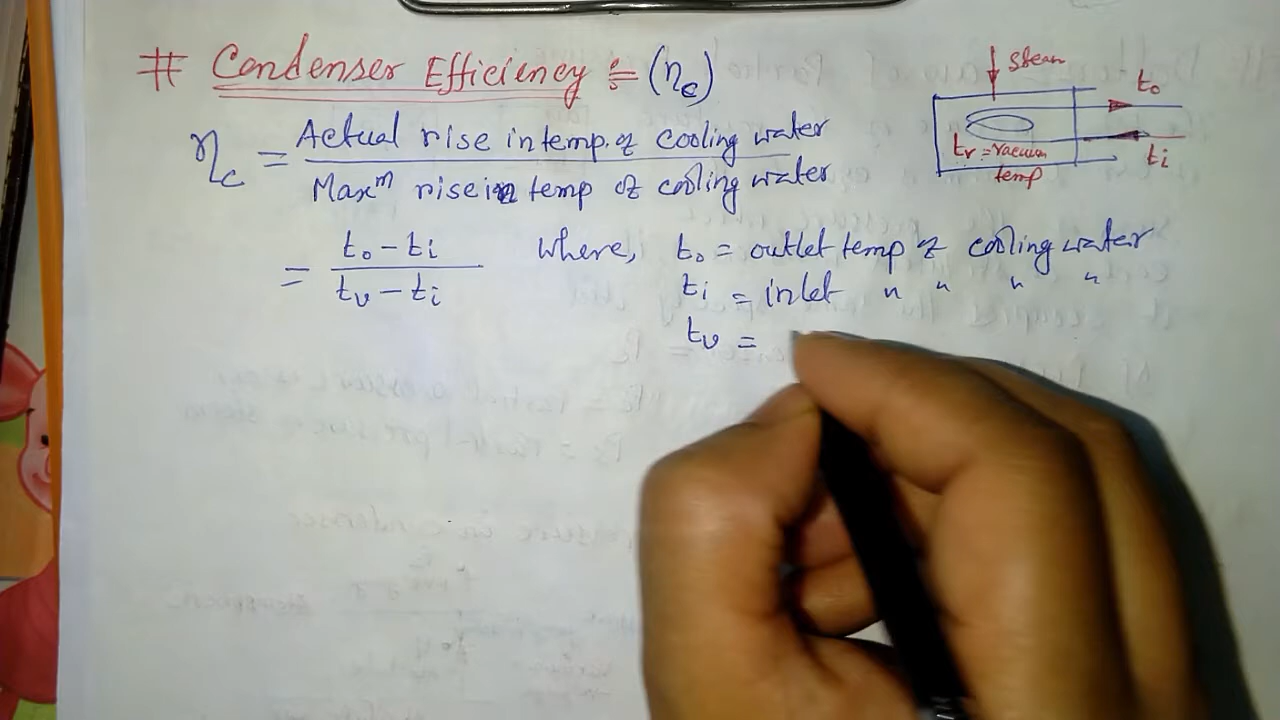 # Condenser Efficiency := (ηc)
ηc = Actual rise in temp. of cooling water
Maxᵐ rise in temp of cooling water
= to - ti
tv - ti
where, to = outlet temp of cooling water
ti = inlet " " " "
tv =
steam
to
tv = vacuum
temp
ti